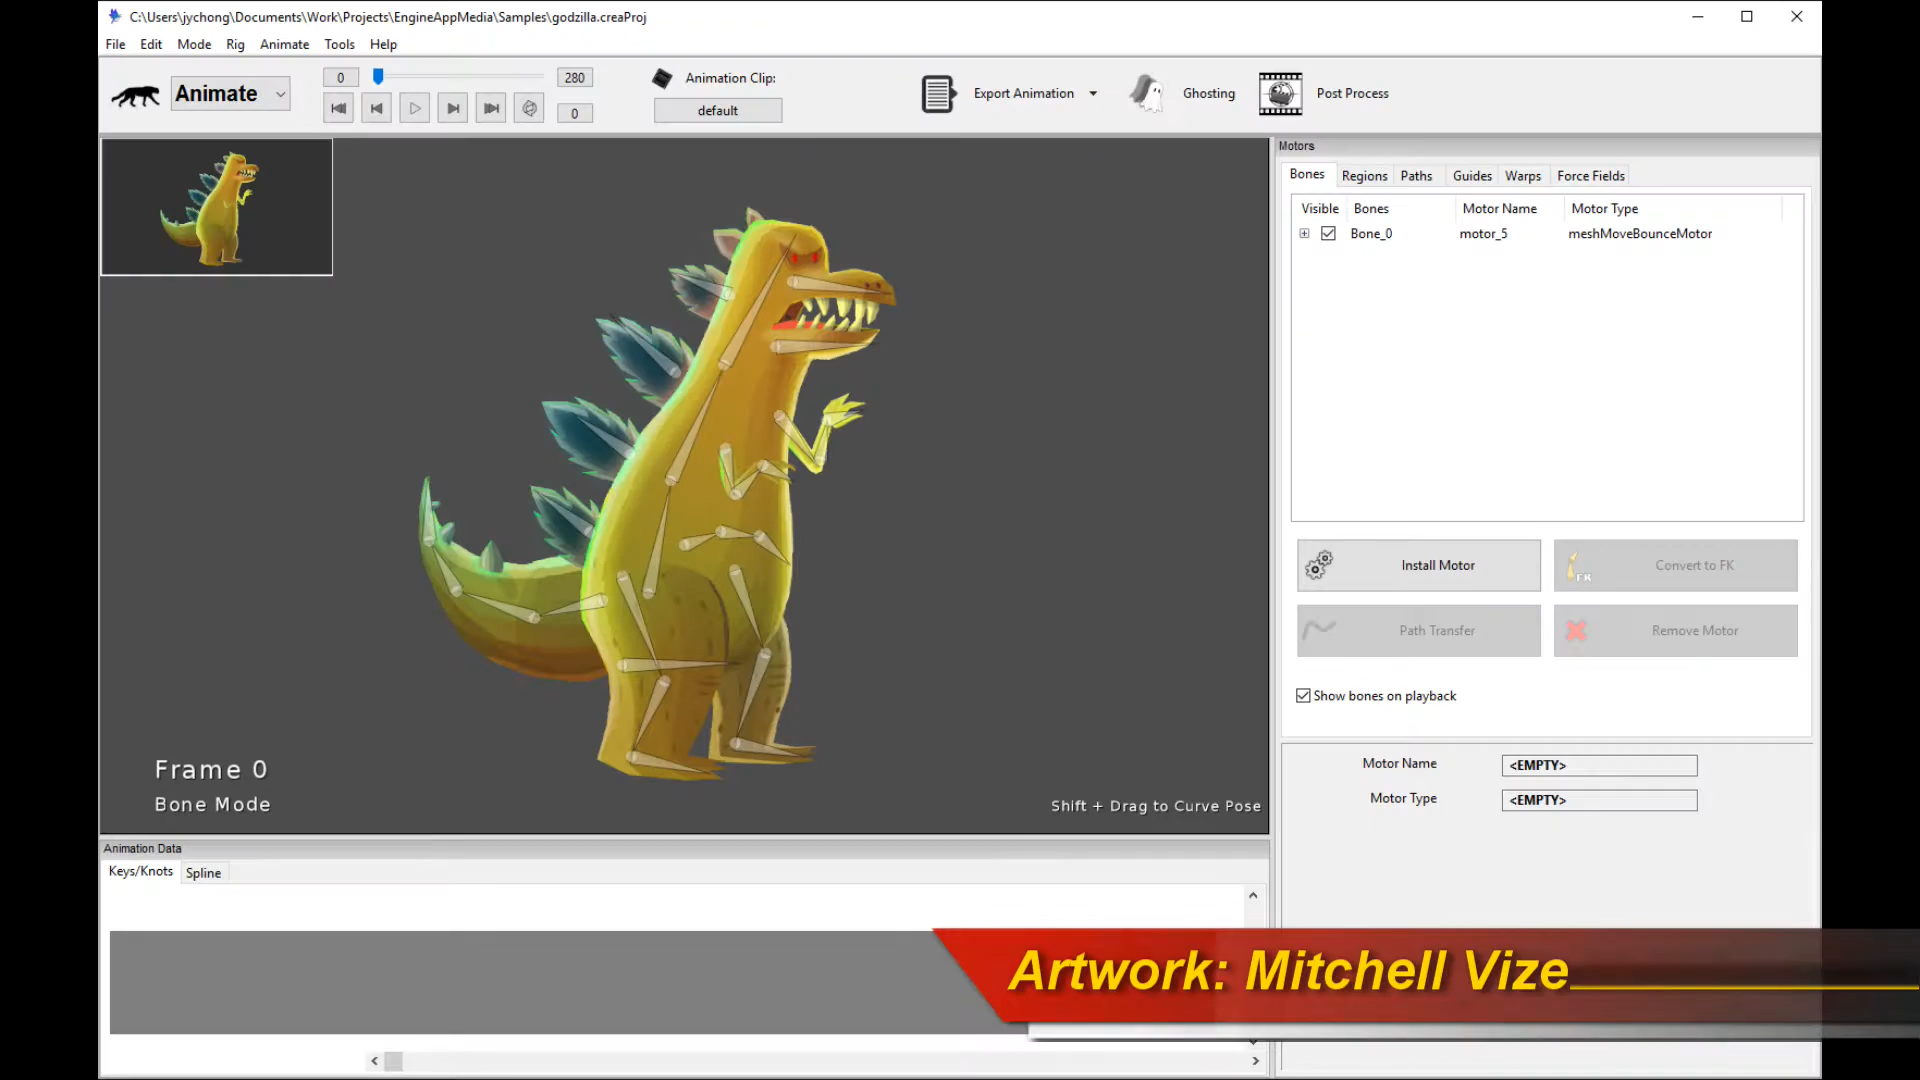 C:\Users\jychong\Documents\Work\Projects\EngineAppMedia\Samples\godzilla.creaProj
File Edit Mode Rig Animate Tools Help
Animate
0 280
0
Animation Clip:
default
Export Animation
Ghosting
Post Process
Motors
Bones Regions Paths Guides Warps Force Fields
Visible Bones Motor Name Motor Type
Bone_0 motor_5 meshMoveBounceMotor
Install Motor
Convert to FK
FK
Path Transfer
Remove Motor
Show bones on playback
Motor Name <EMPTY>
Motor Type <EMPTY>
Frame 0
Bone Mode
Shift + Drag to Curve Pose
Animation Data
Keys/Knots Spline
Artwork: Mitchell Vize